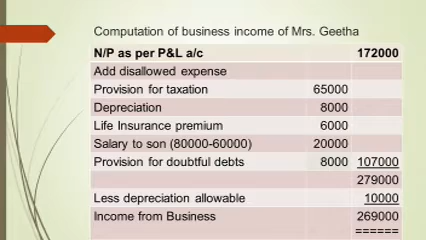 Computation of business income of Mrs. Geetha
N/P as per P&L a/c 172000
Add disallowed expense
Provision for taxation 65000
Depreciation 8000
Life Insurance premium 6000
Salary to son (80000-60000) 20000
Provision for doubtful debts 8000 107000
279000
Less depreciation allowable 10000
Income from Business 269000
======